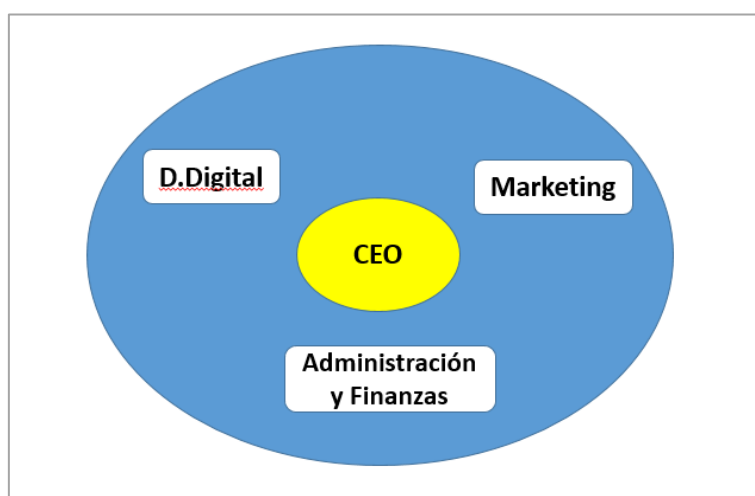 D.Digital
Marketing
CEO
Administración
y Finanzas